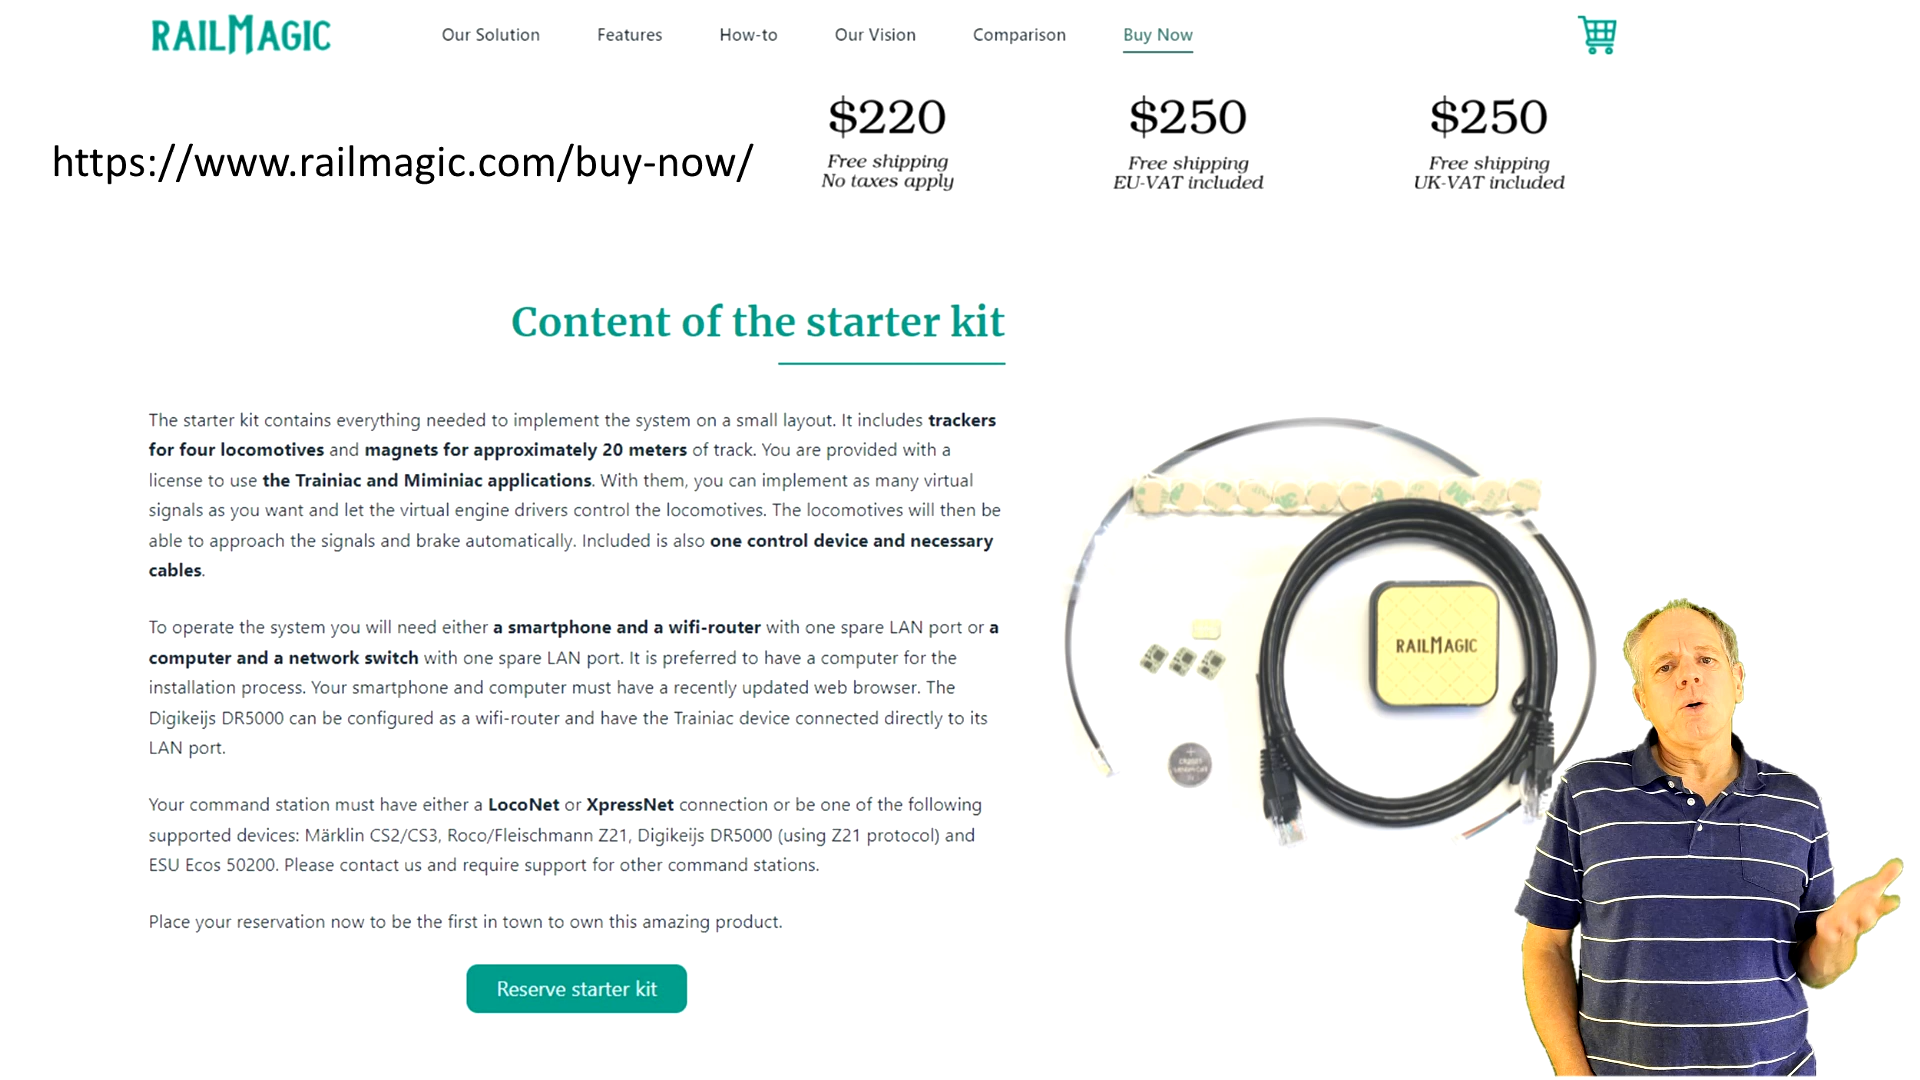 RAILMAGIC
Our Solution
Features
How-to
Our Vision
Comparison
Buy Now
https://www.railmagic.com/buy-now/
$220
Free shipping
No taxes apply
$250
Free shipping
EU-VAT included
$250
Free shipping
UK-VAT included
Content of the starter kit
The starter kit contains everything needed to implement the system on a small layout. It includes trackers
for four locomotives and magnets for approximately 20 meters of track. You are provided with a
license to use the Trainiac and Miminiac applications. With them, you can implement as many virtual
signals as you want and let the virtual engine drivers control the locomotives. The locomotives will then be
able to approach the signals and brake automatically. Included is also one control device and necessary
cables.
To operate the system you will need either a smartphone and a wifi-router with one spare LAN port or a
computer and a network switch with one spare LAN port. It is preferred to have a computer for the
installation process. Your smartphone and computer must have a recently updated web browser. The
Digikeijs DR5000 can be configured as a wifi-router and have the Trainiac device connected directly to its
LAN port.
Your command station must have either a LocoNet or XpressNet connection or be one of the following
supported devices: Märklin CS2/CS3, Roco/Fleischmann Z21, Digikeijs DR5000 (using Z21 protocol) and
ESU Ecos 50200. Please contact us and require support for other command stations.
Place your reservation now to be the first in town to own this amazing product.
Reserve starter kit
RAILMAGIC